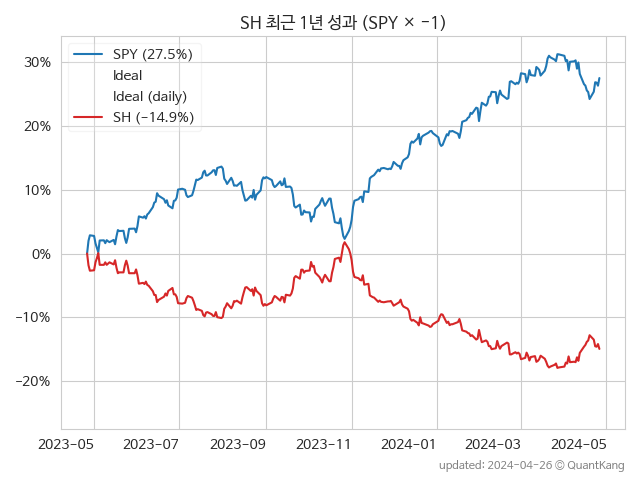 SH 최근 1년 성과 (SPY × −1)
SPY (27.5%)
Ideal
Ideal (daily)
SH (−14.9%)
30%
20%
10%
0%
−10%
−20%
2023-05 2023-07 2023-09 2023-11 2024-01 2024-03 2024-05
updated: 2024-04-26 © QuantKang